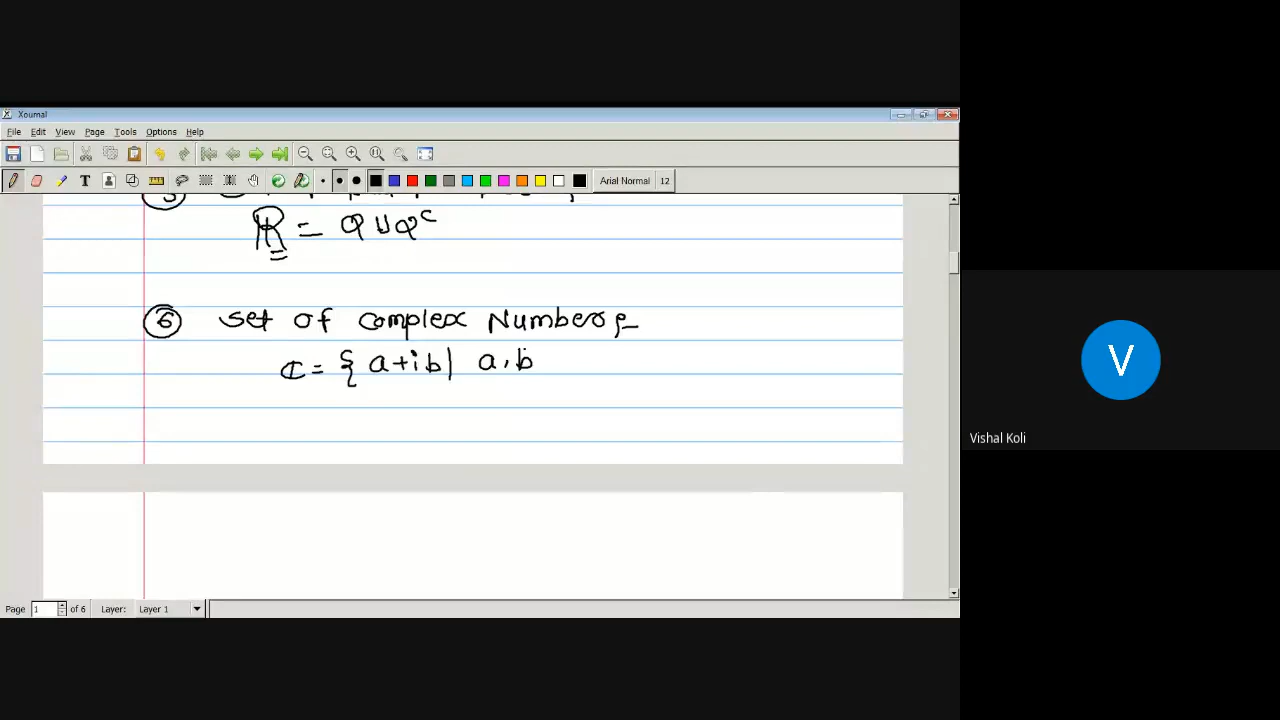 Xournal
File Edit View Page Tools Options Help
Arial Normal 12
5
R = Q ∪ Qᶜ
6 set of complex Numbers:-
ℂ = { a+ib | a, b
V
Vishal Koli
Page 1 of 6 Layer: Layer 1